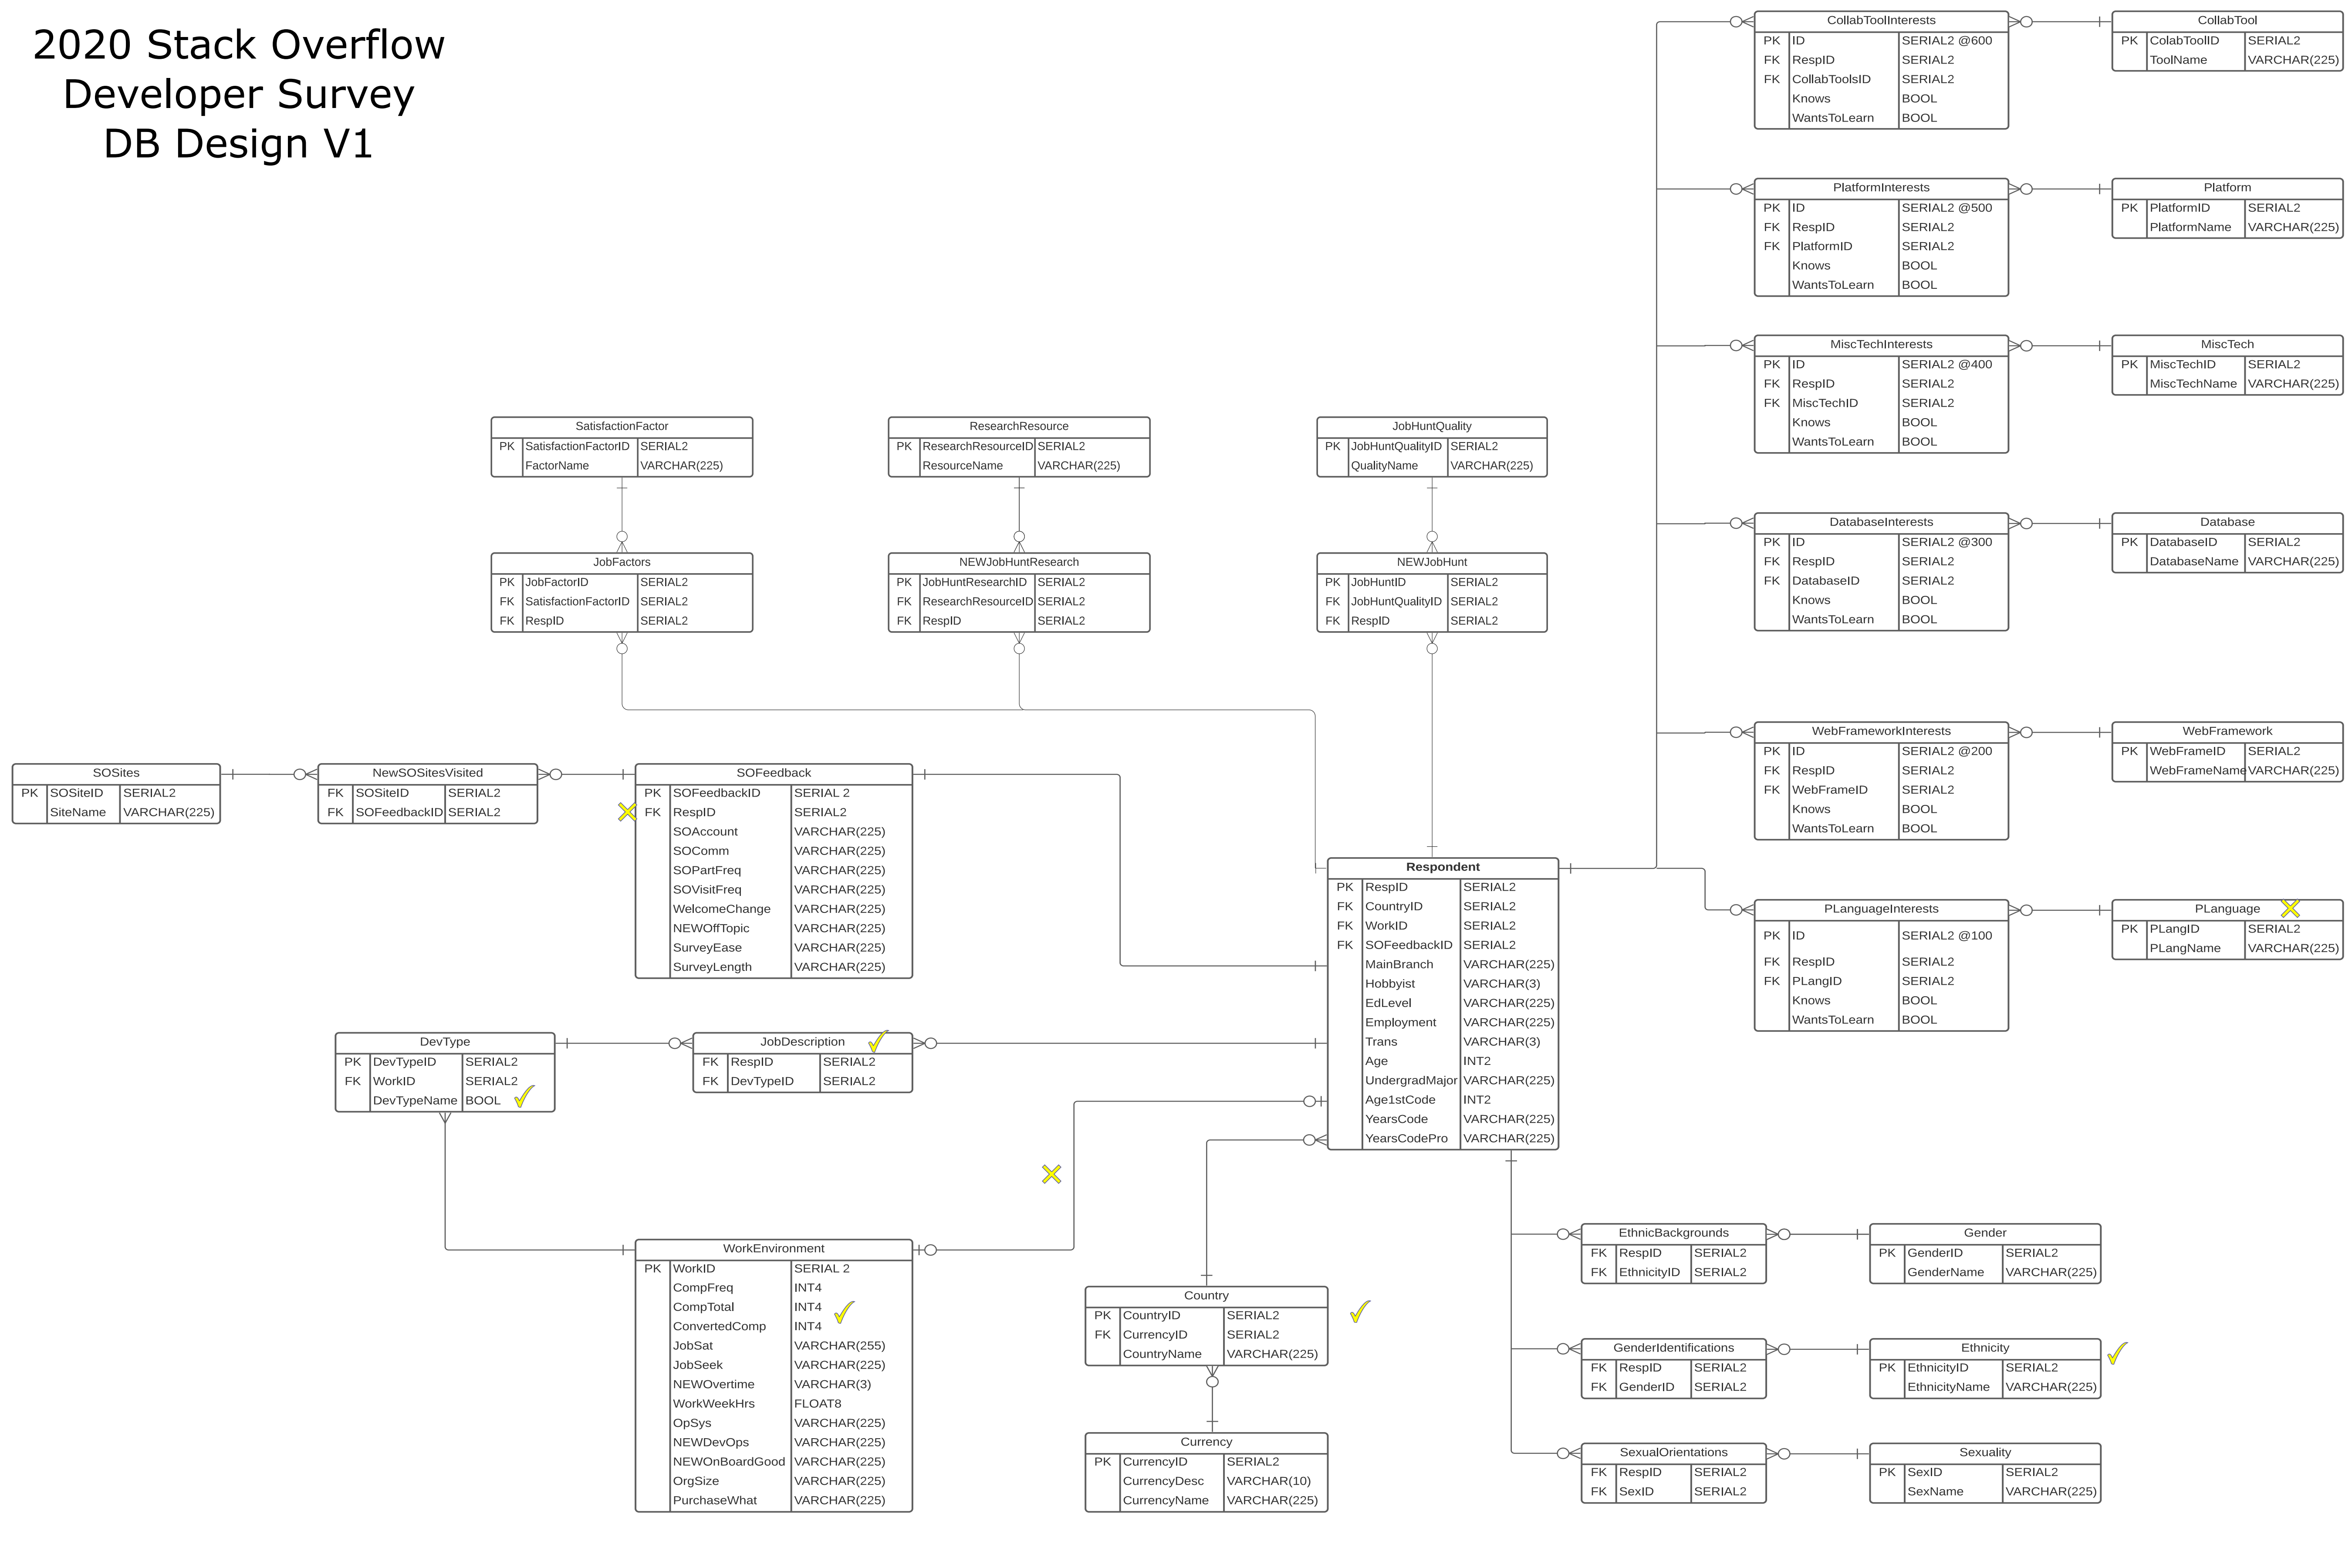 2020 Stack Overflow
Developer Survey
DB Design V1
CollabToolInterests
PK ID SERIAL2 @600
FK RespID SERIAL2
FK CollabToolsID SERIAL2
Knows BOOL
WantsToLearn BOOL
CollabTool
PK ColabToolID SERIAL2
ToolName VARCHAR(225)
PlatformInterests
PK ID SERIAL2 @500
FK RespID SERIAL2
FK PlatformID SERIAL2
Knows BOOL
WantsToLearn BOOL
Platform
PK PlatformID SERIAL2
PlatformName VARCHAR(225)
MiscTechInterests
PK ID SERIAL2 @400
FK RespID SERIAL2
FK MiscTechID SERIAL2
Knows BOOL
WantsToLearn BOOL
MiscTech
PK MiscTechID SERIAL2
MiscTechName VARCHAR(225)
SatisfactionFactor
PK SatisfactionFactorID SERIAL2
FactorName VARCHAR(225)
ResearchResource
PK ResearchResourceID SERIAL2
ResourceName VARCHAR(225)
JobHuntQuality
PK JobHuntQualityID SERIAL2
QualityName VARCHAR(225)
DatabaseInterests
PK ID SERIAL2 @300
FK RespID SERIAL2
FK DatabaseID SERIAL2
Knows BOOL
WantsToLearn BOOL
Database
PK DatabaseID SERIAL2
DatabaseName VARCHAR(225)
JobFactors
PK JobFactorID SERIAL2
FK SatisfactionFactorID SERIAL2
FK RespID SERIAL2
NEWJobHuntResearch
PK JobHuntResearchID SERIAL2
FK ResearchResourceID SERIAL2
FK RespID SERIAL2
NEWJobHunt
PK JobHuntID SERIAL2
FK JobHuntQualityID SERIAL2
FK RespID SERIAL2
WebFrameworkInterests
PK ID SERIAL2 @200
FK RespID SERIAL2
FK WebFrameID SERIAL2
Knows BOOL
WantsToLearn BOOL
WebFramework
PK WebFrameID SERIAL2
WebFrameName VARCHAR(225)
SOSites
PK SOSiteID SERIAL2
SiteName VARCHAR(225)
NewSOSitesVisited
FK SOSiteID SERIAL2
FK SOFeedbackID SERIAL2
SOFeedback
PK SOFeedbackID SERIAL 2
FK RespID SERIAL2
SOAccount VARCHAR(225)
SOComm VARCHAR(225)
SOPartFreq VARCHAR(225)
SOVisitFreq VARCHAR(225)
WelcomeChange VARCHAR(225)
NEWOffTopic VARCHAR(225)
SurveyEase VARCHAR(225)
SurveyLength VARCHAR(225)
Respondent
PK RespID SERIAL2
FK CountryID SERIAL2
FK WorkID SERIAL2
FK SOFeedbackID SERIAL2
MainBranch VARCHAR(225)
Hobbyist VARCHAR(3)
EdLevel VARCHAR(225)
Employment VARCHAR(225)
Trans VARCHAR(3)
Age INT2
UndergradMajor VARCHAR(225)
Age1stCode INT2
YearsCode VARCHAR(225)
YearsCodePro VARCHAR(225)
PLanguageInterests
PK ID SERIAL2 @100
FK RespID SERIAL2
FK PLangID SERIAL2
Knows BOOL
WantsToLearn BOOL
PLanguage
PK PLangID SERIAL2
PLangName VARCHAR(225)
DevType
PK DevTypeID SERIAL2
FK WorkID SERIAL2
DevTypeName BOOL
JobDescription
FK RespID SERIAL2
FK DevTypeID SERIAL2
WorkEnvironment
PK WorkID SERIAL 2
CompFreq INT4
CompTotal INT4
ConvertedComp INT4
JobSat VARCHAR(255)
JobSeek VARCHAR(225)
NEWOvertime VARCHAR(3)
WorkWeekHrs FLOAT8
OpSys VARCHAR(225)
NEWDevOps VARCHAR(225)
NEWOnBoardGood VARCHAR(225)
OrgSize VARCHAR(225)
PurchaseWhat VARCHAR(225)
Country
PK CountryID SERIAL2
FK CurrencyID SERIAL2
CountryName VARCHAR(225)
Currency
PK CurrencyID SERIAL2
CurrencyDesc VARCHAR(10)
CurrencyName VARCHAR(225)
EthnicBackgrounds
FK RespID SERIAL2
FK EthnicityID SERIAL2
Gender
PK GenderID SERIAL2
GenderName VARCHAR(225)
GenderIdentifications
FK RespID SERIAL2
FK GenderID SERIAL2
Ethnicity
PK EthnicityID SERIAL2
EthnicityName VARCHAR(225)
SexualOrientations
FK RespID SERIAL2
FK SexID SERIAL2
Sexuality
PK SexID SERIAL2
SexName VARCHAR(225)